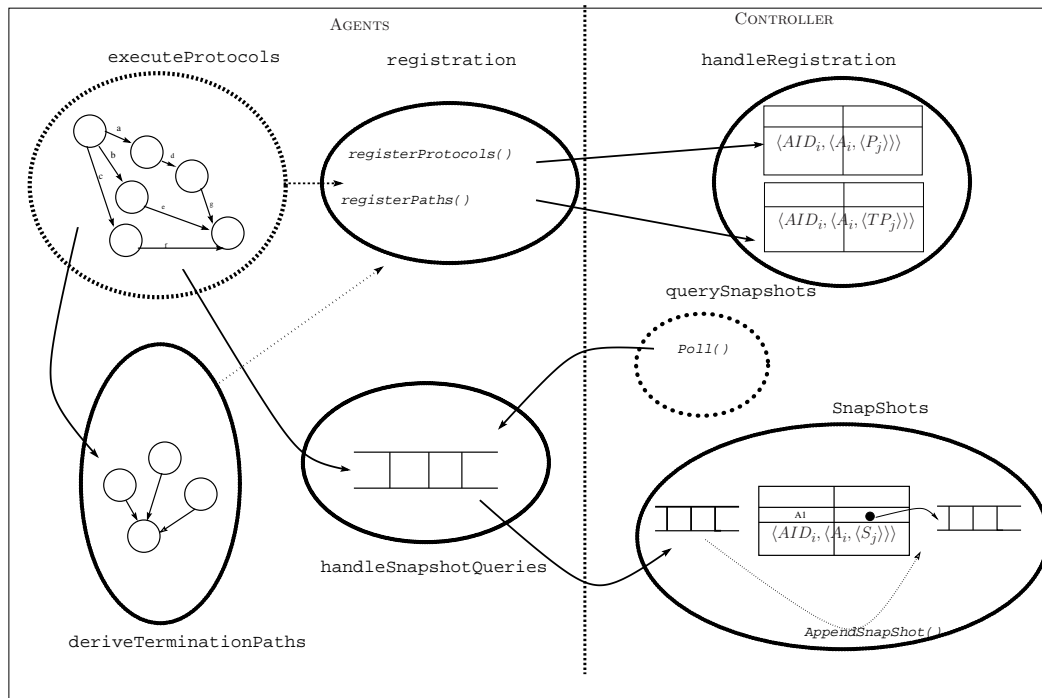 AGENTS
CONTROLLER
executeProtocols
registration
handleRegistration
a
b
c
d
e
f
g
registerProtocols()
registerPaths()
⟨AID_i, ⟨A_i, ⟨P_j⟩⟩⟩
⟨AID_i, ⟨A_i, ⟨TP_j⟩⟩⟩
querySnapshots
Poll()
SnapShots
A1
⟨AID_i, ⟨A_i, ⟨S_j⟩⟩⟩
handleSnapshotQueries
AppendSnapShot()
deriveTerminationPaths